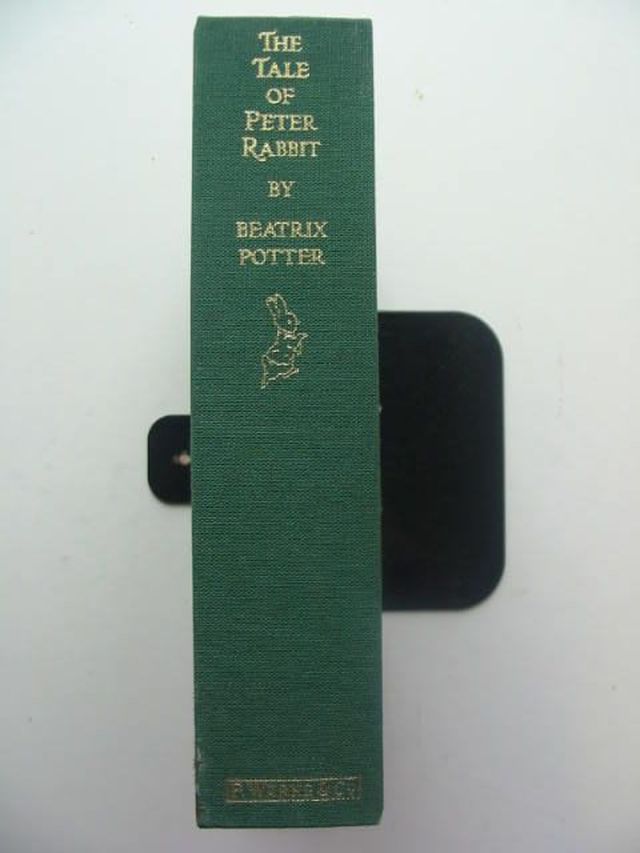 THE
TALE
OF
PETER
RABBIT
BY
BEATRIX
POTTER
F. WARNE & CO